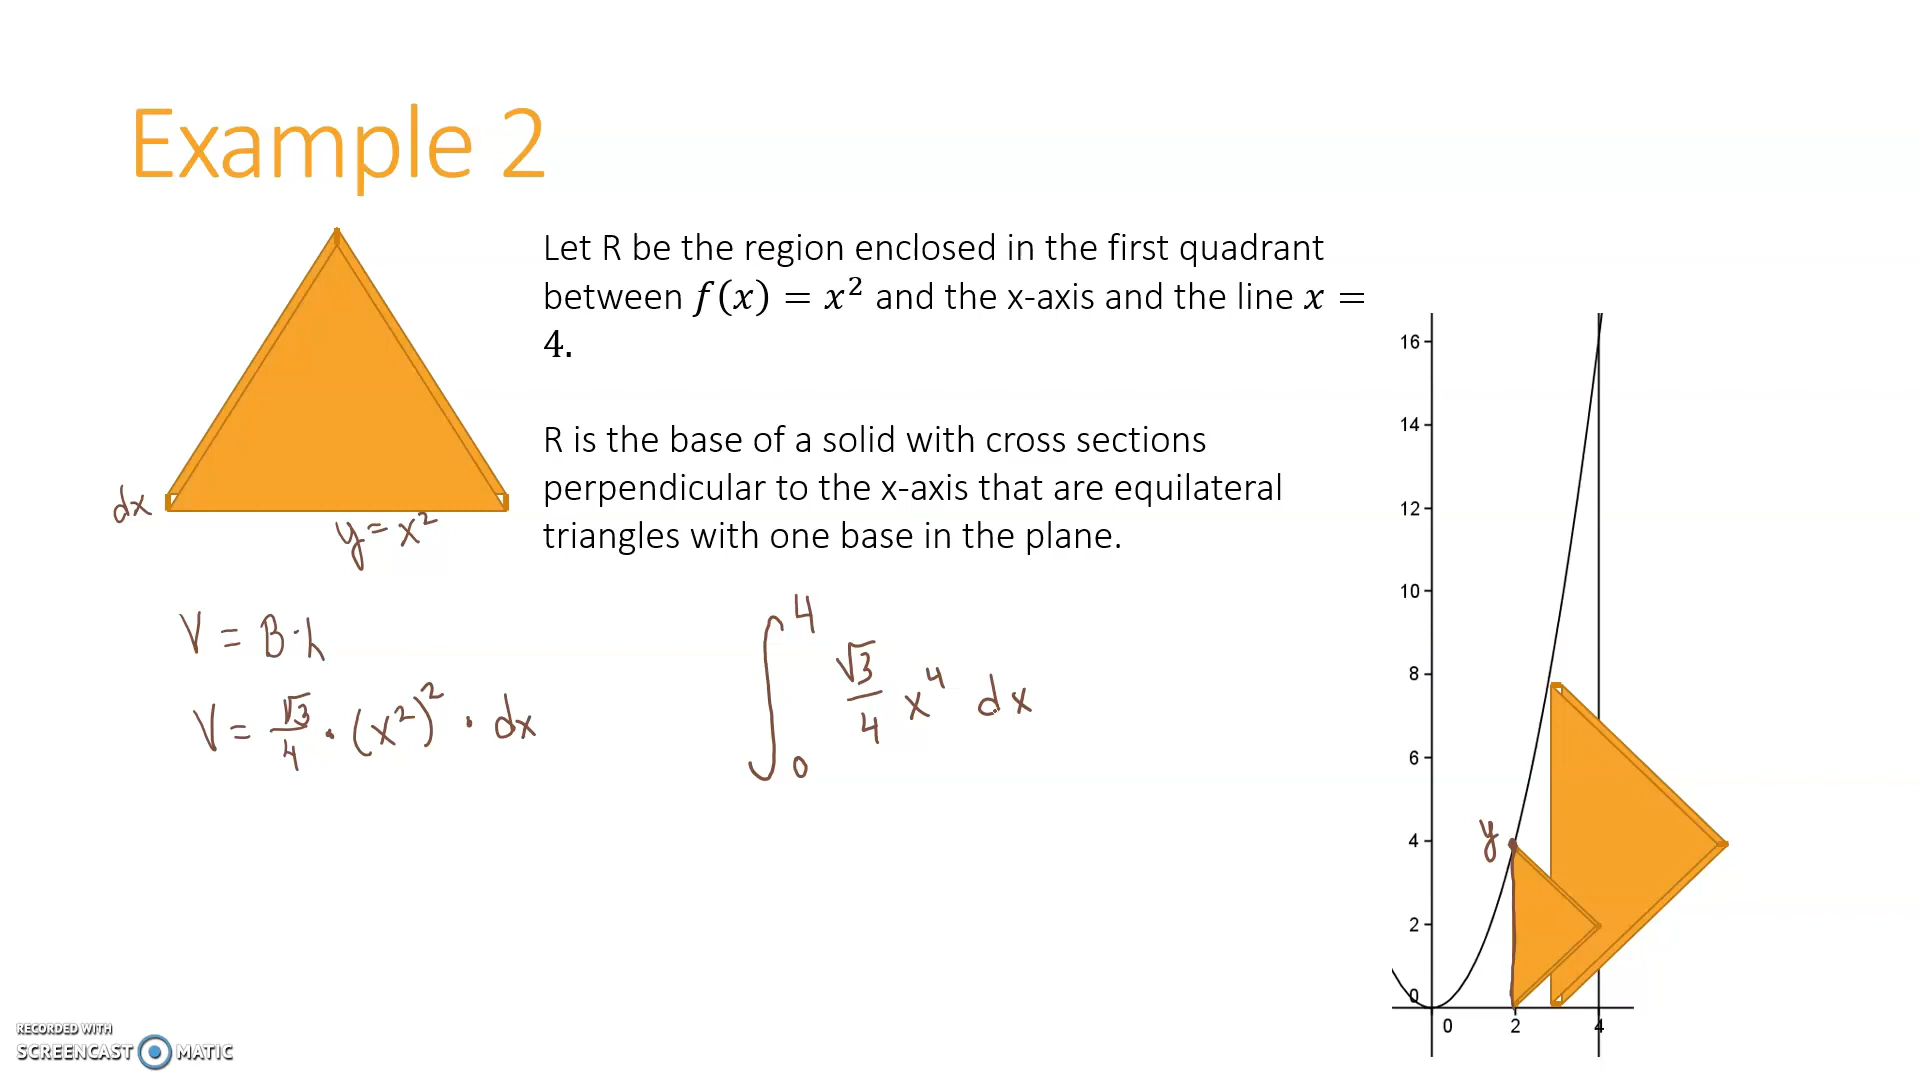 Example 2
Let R be the region enclosed in the first quadrant
between f(x) = x² and the x-axis and the line x =
4.
R is the base of a solid with cross sections
perpendicular to the x-axis that are equilateral
triangles with one base in the plane.
dx
y = x²
V = B·h
V = √3/4 · (x²)² · dx
∫₀⁴ √3/4 x⁴ dx
16
14
12
10
8
6
4
2
0
y
0 2 4
RECORDED WITH
SCREENCAST MATIC